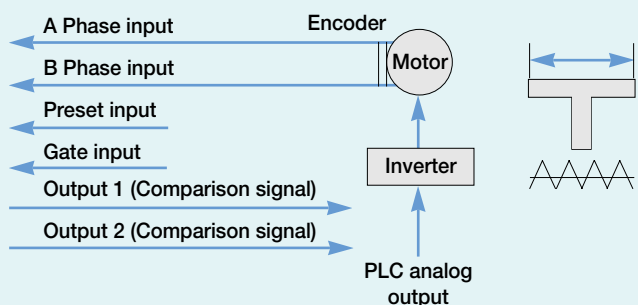 A Phase input
Encoder
B Phase input
Motor
Preset input
Gate input
Inverter
Output 1 (Comparison signal)
Output 2 (Comparison signal)
PLC analog
output